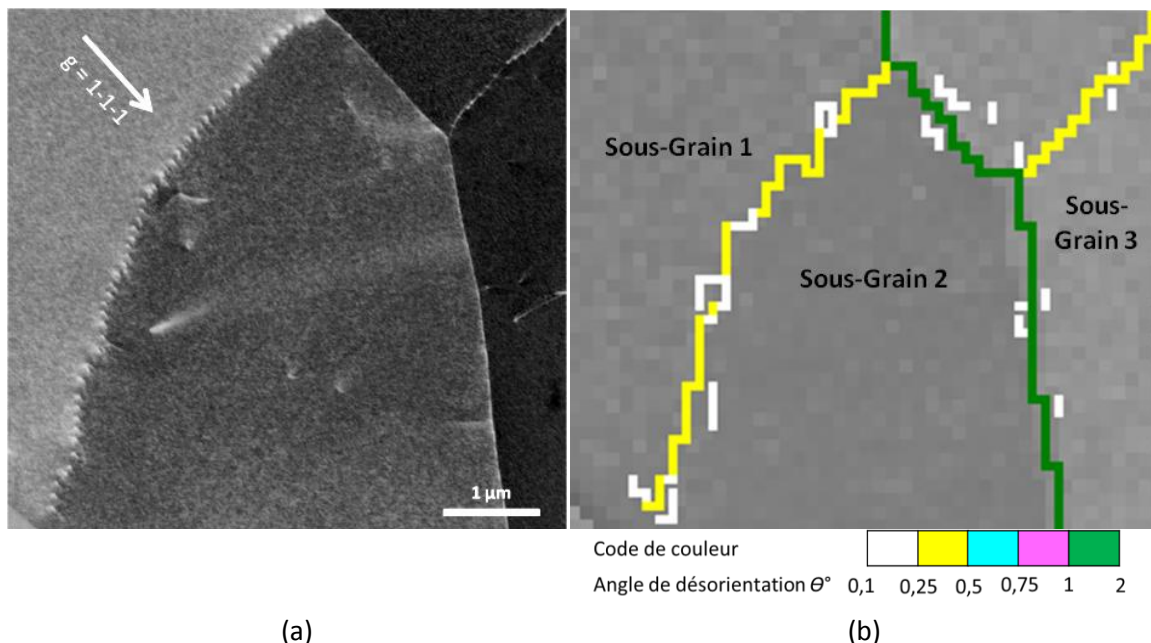 g = 1-1-1
1 µm
Sous-Grain 1
Sous-Grain 2
Sous-
Grain 3
Code de couleur
Angle de désorientation Θ° 0,1 0,25 0,5 0,75 1 2
(a)
(b)